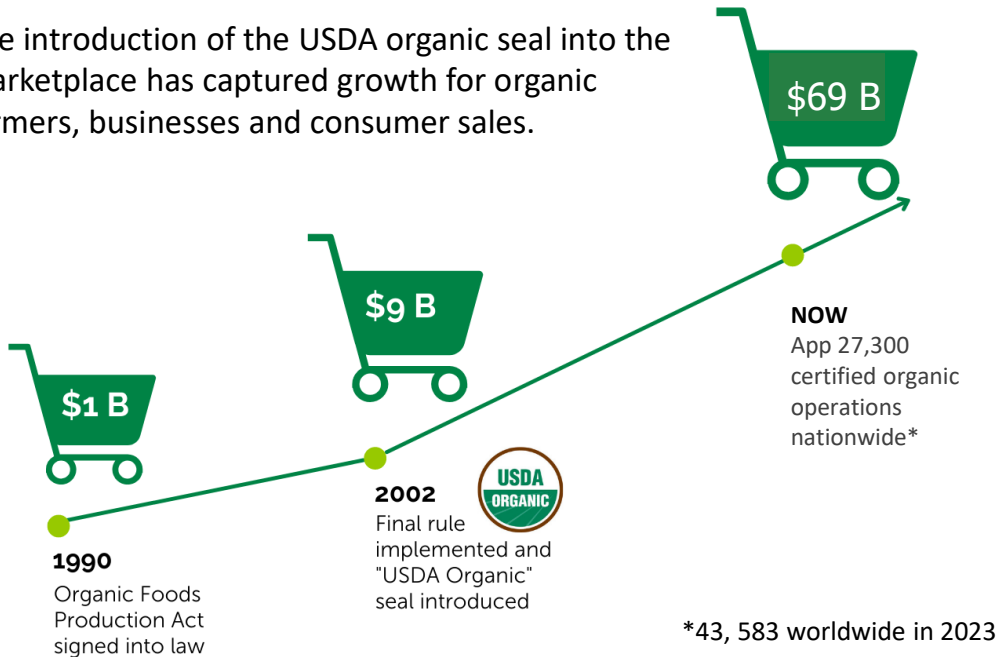 e introduction of the USDA organic seal into the
arketplace has captured growth for organic
rmers, businesses and consumer sales.
$69 B
$9 B
$1 B
NOW
App 27,300
certified organic
operations
nationwide*
USDA
ORGANIC
2002
Final rule
implemented and
"USDA Organic"
seal introduced
1990
Organic Foods
Production Act
signed into law
*43, 583 worldwide in 2023